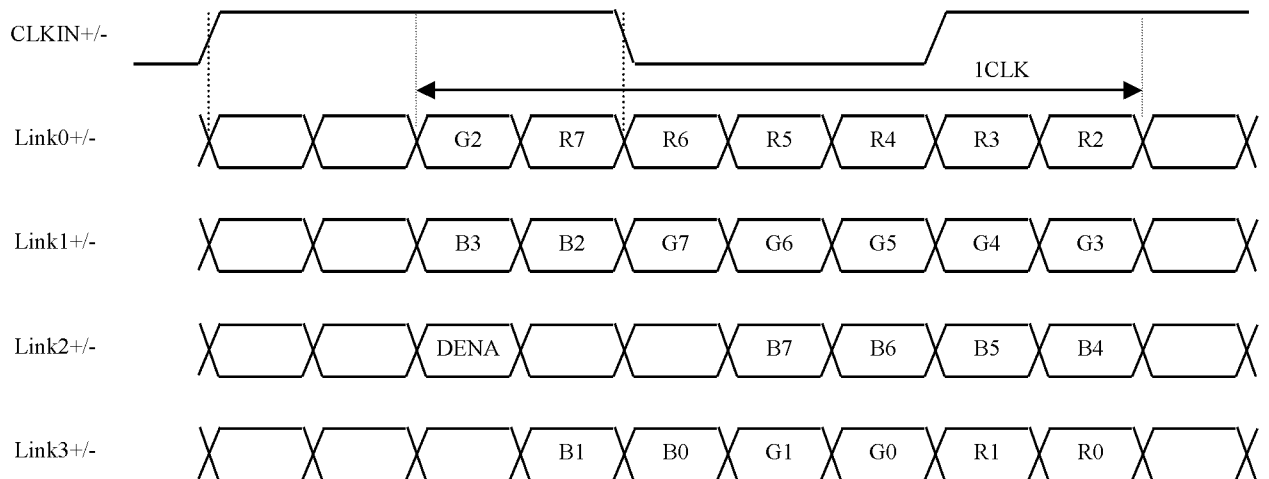 CLKIN+/-
1CLK
Link0+/- G2 R7 R6 R5 R4 R3 R2
Link1+/- B3 B2 G7 G6 G5 G4 G3
Link2+/- DENA B7 B6 B5 B4
Link3+/- B1 B0 G1 G0 R1 R0